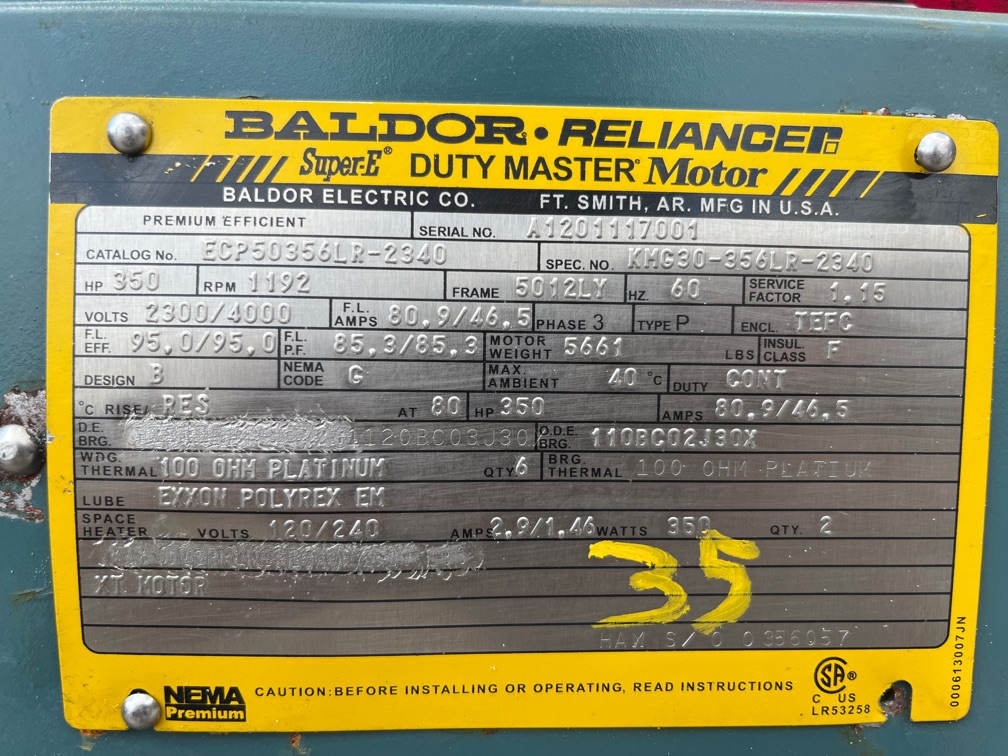 BALDOR • RELIANCER
Super-E® DUTY MASTER® Motor
BALDOR ELECTRIC CO. FT. SMITH, AR. MFG IN U.S.A.
PREMIUM EFFICIENT SERIAL NO. A1201117001
CATALOG No. ECP50356LR-2340 SPEC. NO. KMG30-356LR-2340
HP 350 RPM 1192 FRAME 5012LY HZ. 60 SERVICE FACTOR 1.15
VOLTS 2300/4000 F.L. AMPS 80.9/46.5 PHASE 3 TYPE P ENCL. TEFC
F.L. EFF. 95.0/95.0 F.L. P.F. 85.3/85.3 MOTOR WEIGHT 5661 LBS INSUL. CLASS F
DESIGN B NEMA CODE G MAX. AMBIENT 40 °C DUTY CONT
°C RISE/ RES AT 80 HP 350 AMPS 80.9/46.5
D.E. BRG. 120BC03J30X O.D.E. BRG. 110BC02J30X
WDG. THERMAL 100 OHM PLATINUM QTY 6 BRG. THERMAL 100 OHM PLATIUM
LUBE EXXON POLYREX EM
SPACE HEATER VOLTS 120/240 AMPS 2.9/1.46 WATTS 350 QTY. 2
XT MOTOR
35
HAM S/O 0356057
000613007JN
NEMA Premium CAUTION: BEFORE INSTALLING OR OPERATING, READ INSTRUCTIONS
SA®
C US
LR53258